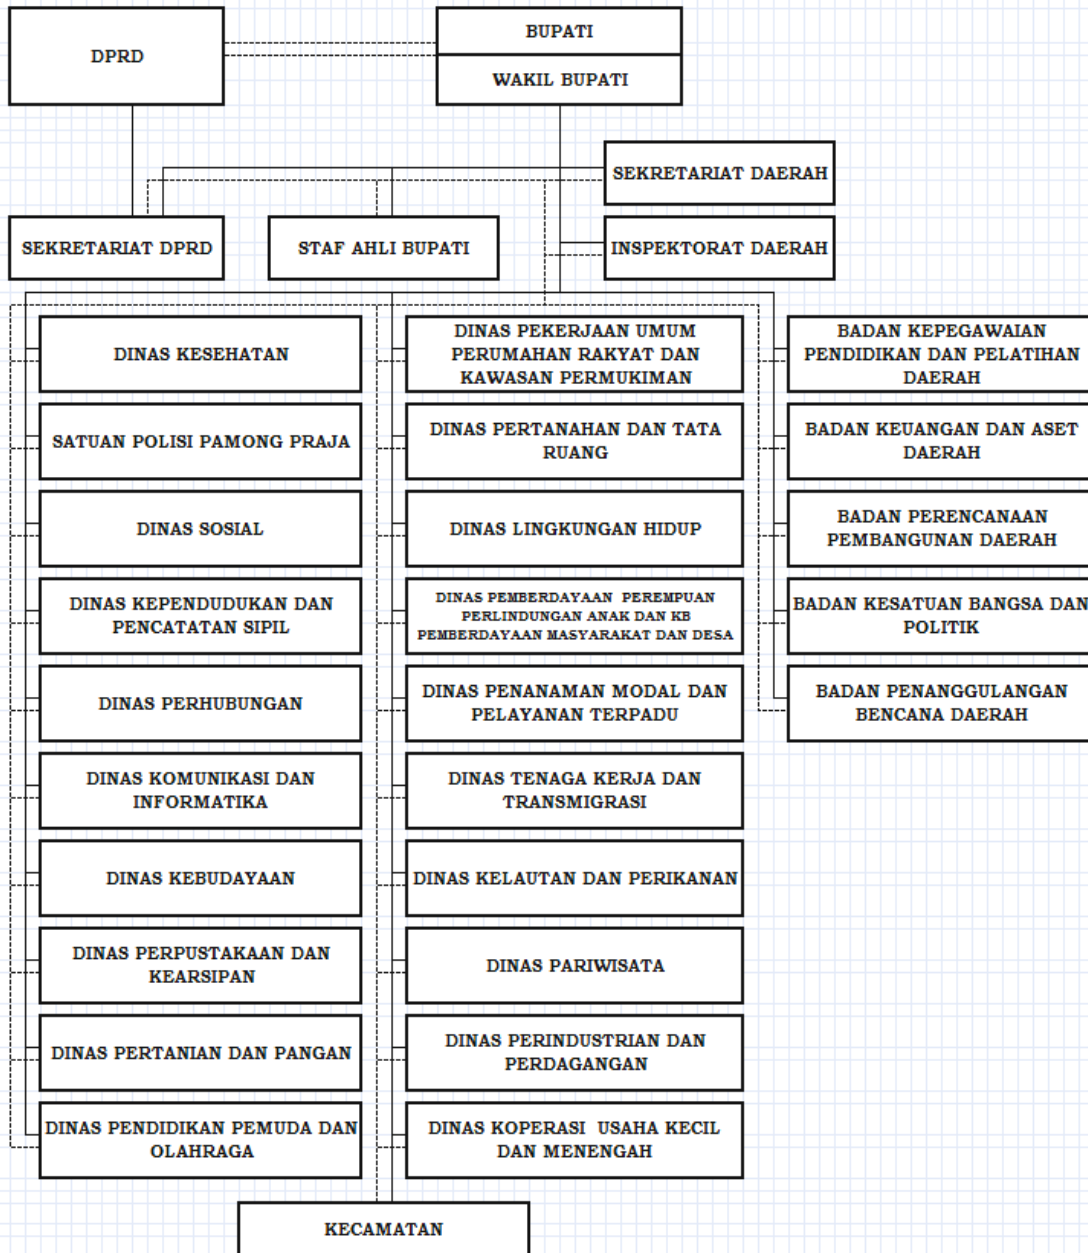 DPRD
BUPATI
WAKIL BUPATI
SEKRETARIAT DAERAH
SEKRETARIAT DPRD
STAF AHLI BUPATI
INSPEKTORAT DAERAH
DINAS KESEHATAN
SATUAN POLISI PAMONG PRAJA
DINAS SOSIAL
DINAS KEPENDUDUKAN DAN
PENCATATAN SIPIL
DINAS PERHUBUNGAN
DINAS KOMUNIKASI DAN
INFORMATIKA
DINAS KEBUDAYAAN
DINAS PERPUSTAKAAN DAN
KEARSIPAN
DINAS PERTANIAN DAN PANGAN
DINAS PENDIDIKAN PEMUDA DAN
OLAHRAGA
DINAS PEKERJAAN UMUM
PERUMAHAN RAKYAT DAN
KAWASAN PERMUKIMAN
DINAS PERTANAHAN DAN TATA
RUANG
DINAS LINGKUNGAN HIDUP
DINAS PEMBERDAYAAN PEREMPUAN
PERLINDUNGAN ANAK DAN KB
PEMBERDAYAAN MASYARAKAT DAN DESA
DINAS PENANAMAN MODAL DAN
PELAYANAN TERPADU
DINAS TENAGA KERJA DAN
TRANSMIGRASI
DINAS KELAUTAN DAN PERIKANAN
DINAS PARIWISATA
DINAS PERINDUSTRIAN DAN
PERDAGANGAN
DINAS KOPERASI USAHA KECIL
DAN MENENGAH
BADAN KEPEGAWAIAN
PENDIDIKAN DAN PELATIHAN
DAERAH
BADAN KEUANGAN DAN ASET
DAERAH
BADAN PERENCANAAN
PEMBANGUNAN DAERAH
BADAN KESATUAN BANGSA DAN
POLITIK
BADAN PENANGGULANGAN
BENCANA DAERAH
KECAMATAN